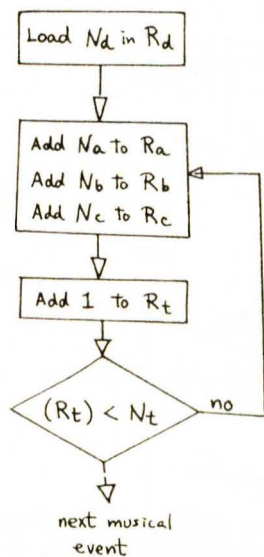 Load Nd in Rd
Add Na to Ra
Add Nb to Rb
Add Nc to Rc
Add 1 to Rt
(Rt) < Nt
no
next musical
event